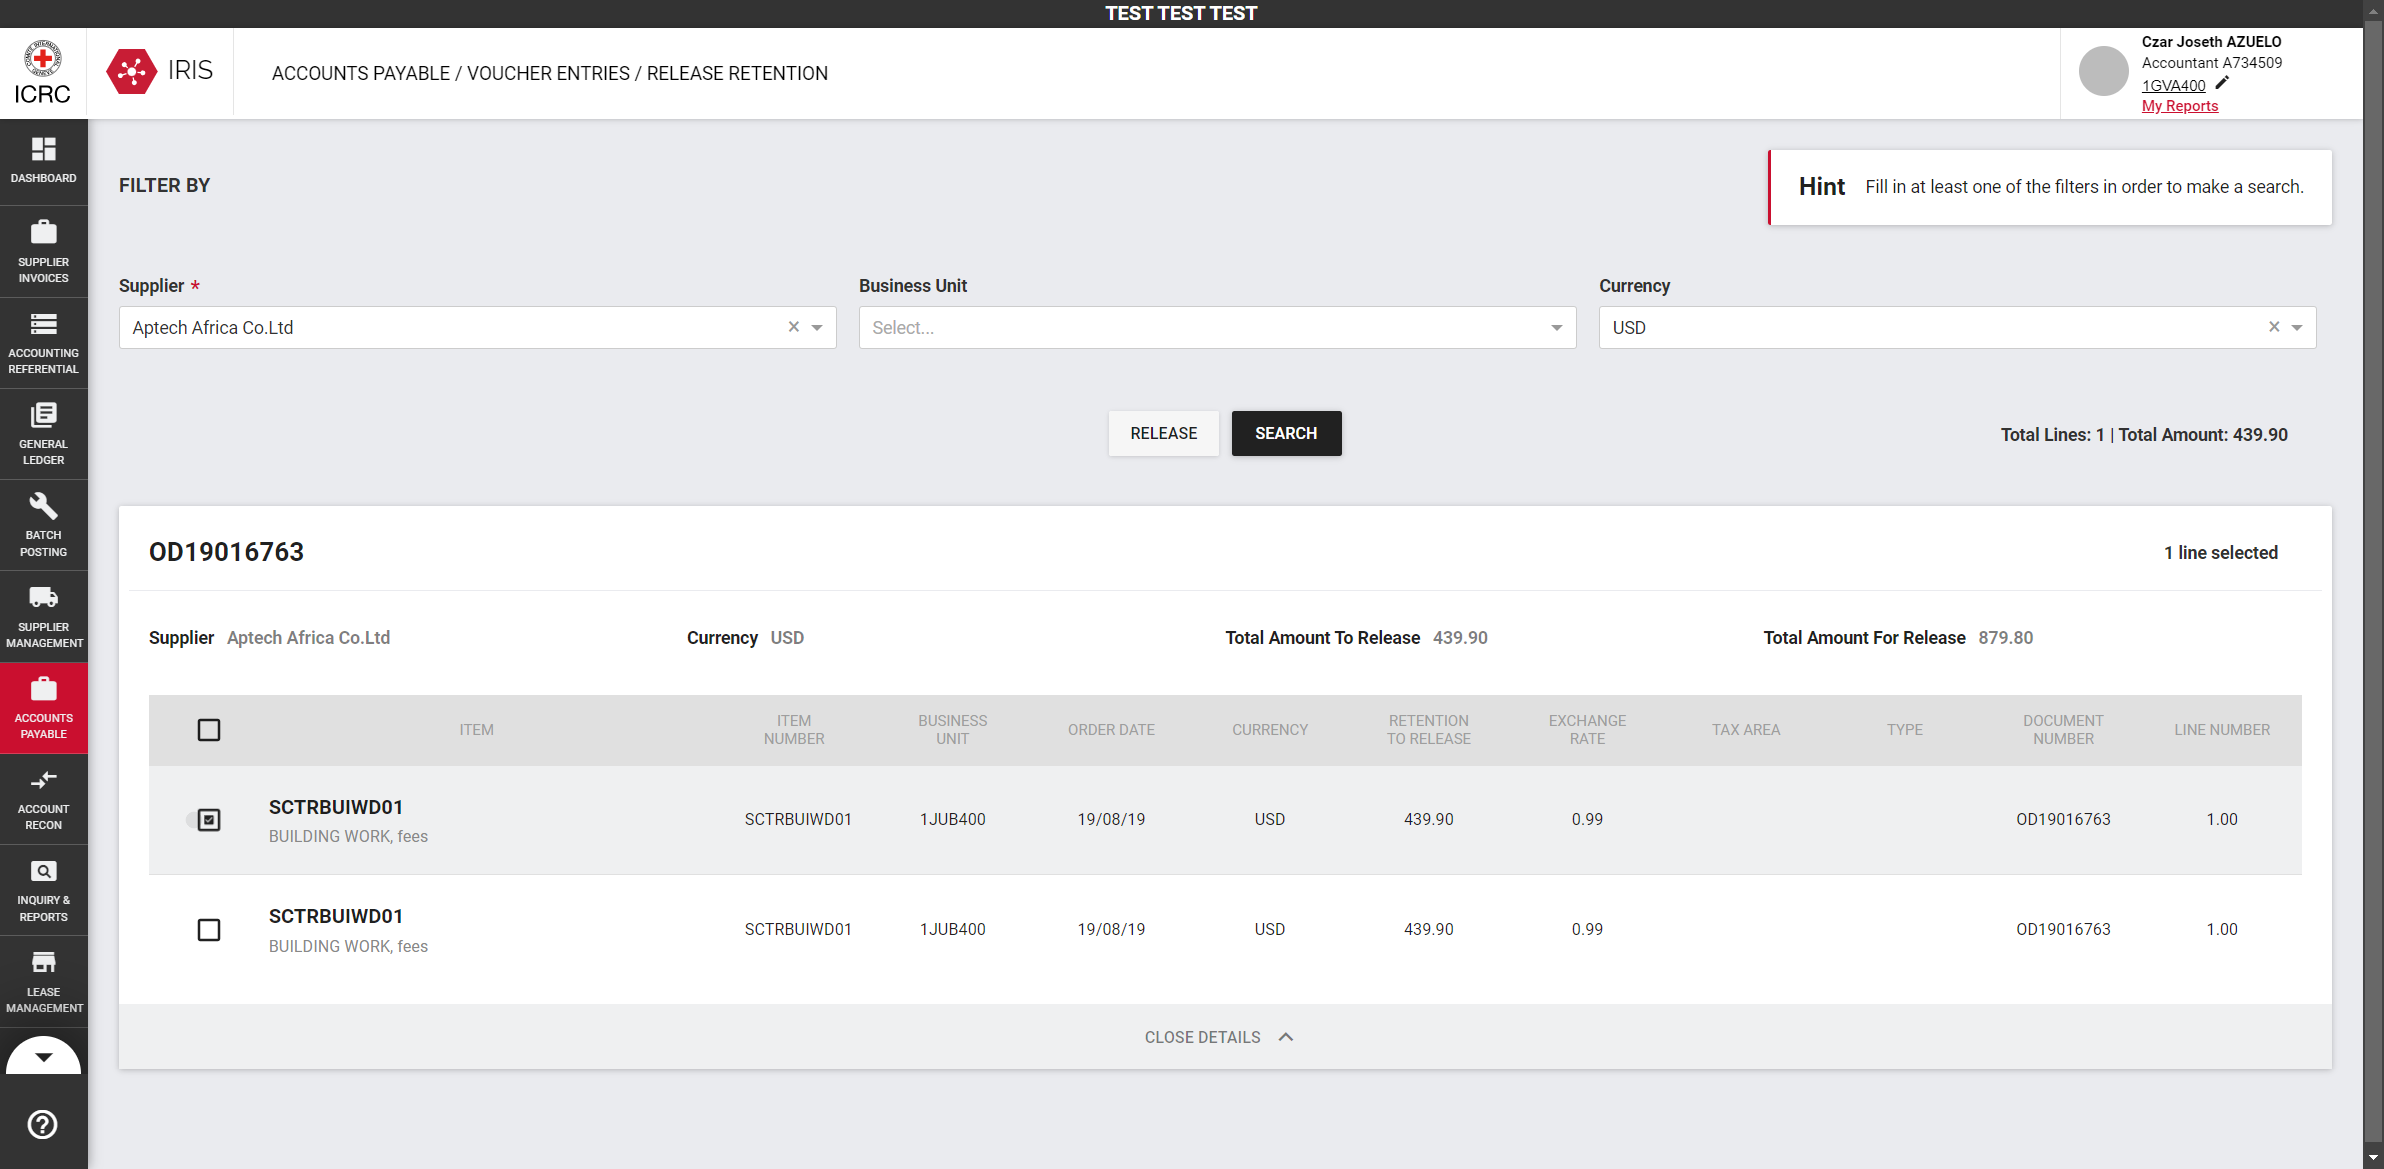 TEST TEST TEST
ICRC
IRIS
ACCOUNTS PAYABLE / VOUCHER ENTRIES / RELEASE RETENTION
Czar Joseth AZUELO
Accountant A734509
1GVA400
My Reports
DASHBOARD
SUPPLIER
INVOICES
ACCOUNTING
REFERENTIAL
GENERAL
LEDGER
BATCH
POSTING
SUPPLIER
MANAGEMENT
ACCOUNTS
PAYABLE
ACCOUNT
RECON
INQUIRY &
REPORTS
LEASE
MANAGEMENT
FILTER BY
Hint Fill in at least one of the filters in order to make a search.
Supplier * Business Unit Currency
Aptech Africa Co.Ltd Select... USD
RELEASE SEARCH Total Lines: 1 | Total Amount: 439.90
OD19016763 1 line selected
Supplier Aptech Africa Co.Ltd Currency USD Total Amount To Release 439.90 Total Amount For Release 879.80
ITEM ITEM NUMBER BUSINESS UNIT ORDER DATE CURRENCY RETENTION TO RELEASE EXCHANGE RATE TAX AREA TYPE DOCUMENT NUMBER LINE NUMBER
SCTRBUIWD01
BUILDING WORK, fees
SCTRBUIWD01 1JUB400 19/08/19 USD 439.90 0.99 OD19016763 1.00
SCTRBUIWD01
BUILDING WORK, fees
SCTRBUIWD01 1JUB400 19/08/19 USD 439.90 0.99 OD19016763 1.00
CLOSE DETAILS